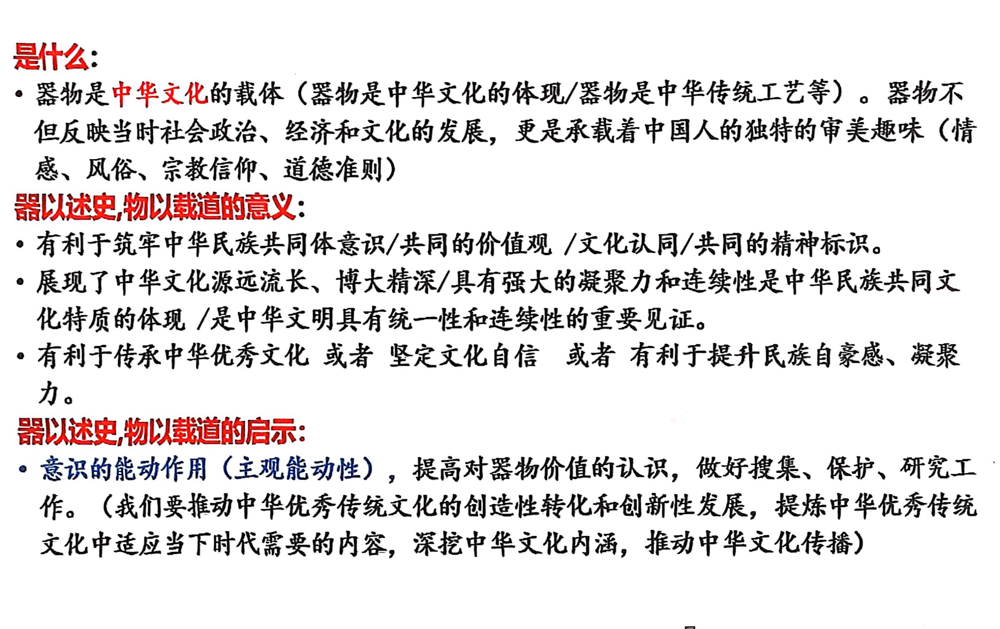 是什么：
• 器物是中华文化的载体（器物是中华文化的体现/器物是中华传统工艺等）。器物不
但反映当时社会政治、经济和文化的发展，更是承载着中国人的独特的审美趣味（情
感、风俗、宗教信仰、道德准则）
器以述史,物以载道的意义：
• 有利于筑牢中华民族共同体意识/共同的价值观 /文化认同/共同的精神标识。
• 展现了中华文化源远流长、博大精深/具有强大的凝聚力和连续性是中华民族共同文
化特质的体现 /是中华文明具有统一性和连续性的重要见证。
• 有利于传承中华优秀文化 或者 坚定文化自信 或者 有利于提升民族自豪感、凝聚
力。
器以述史,物以载道的启示：
• 意识的能动作用（主观能动性），提高对器物价值的认识，做好搜集、保护、研究工
作。（我们要推动中华优秀传统文化的创造性转化和创新性发展，提炼中华优秀传统
文化中适应当下时代需要的内容，深挖中华文化内涵，推动中华文化传播）